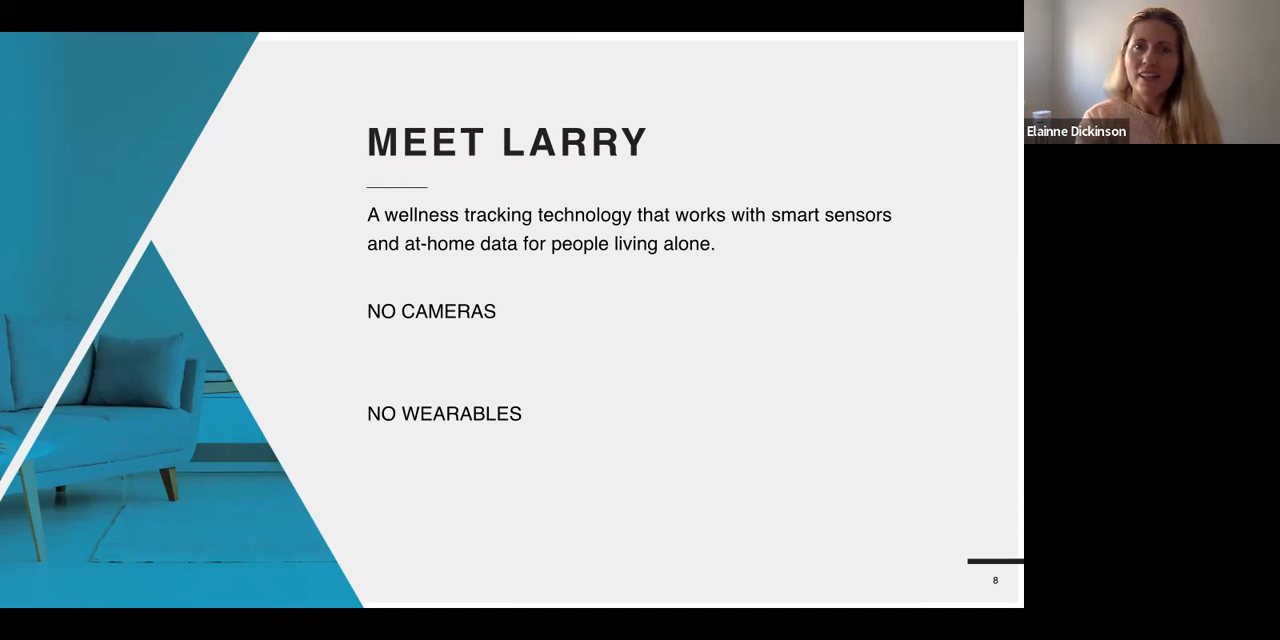 MEET LARRY
A wellness tracking technology that works with smart sensors
and at-home data for people living alone.
NO CAMERAS
NO WEARABLES
8
Elainne Dickinson